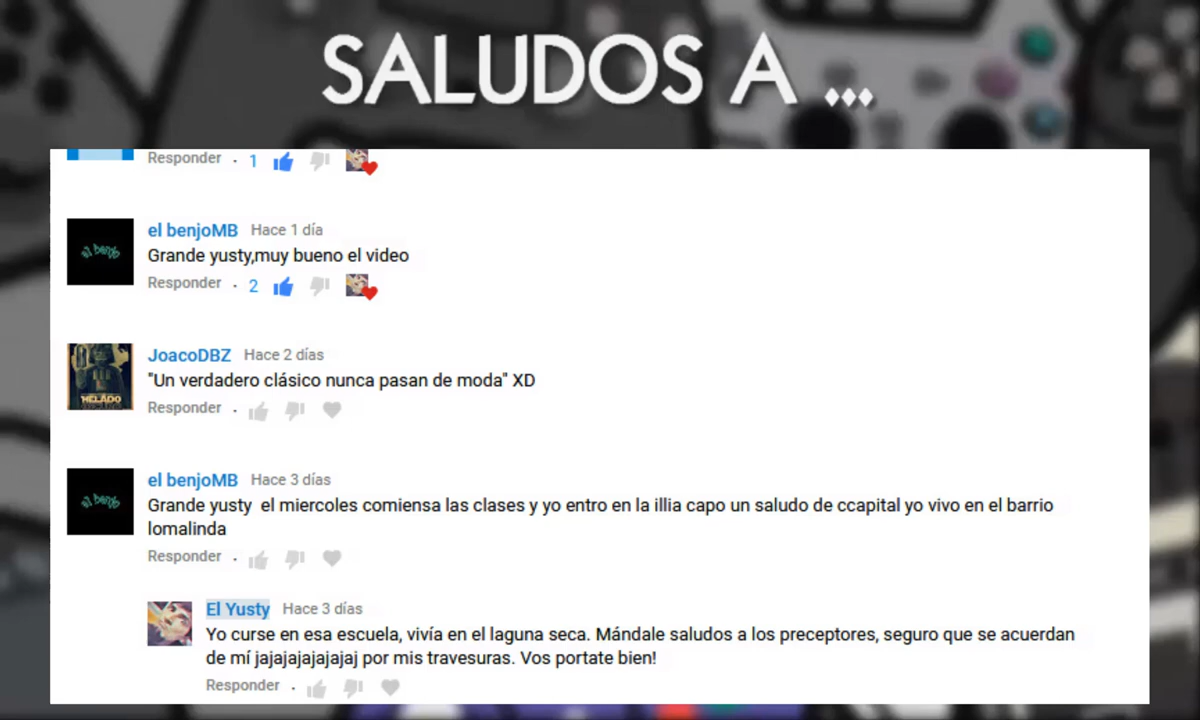 SALUDOS A ...
Responder . 1
el benjoMB Hace 1 día
Grande yusty,muy bueno el video
Responder . 2
JoacoDBZ Hace 2 días
"Un verdadero clásico nunca pasan de moda" XD
HELADO
Responder .
el benjoMB Hace 3 días
Grande yusty el miercoles comiensa las clases y yo entro en la illia capo un saludo de ccapital yo vivo en el barrio
lomalinda
Responder .
El Yusty Hace 3 días
Yo curse en esa escuela, vivía en el laguna seca. Mándale saludos a los preceptores, seguro que se acuerdan
de mí jajajajajajajaj por mis travesuras. Vos portate bien!
Responder .